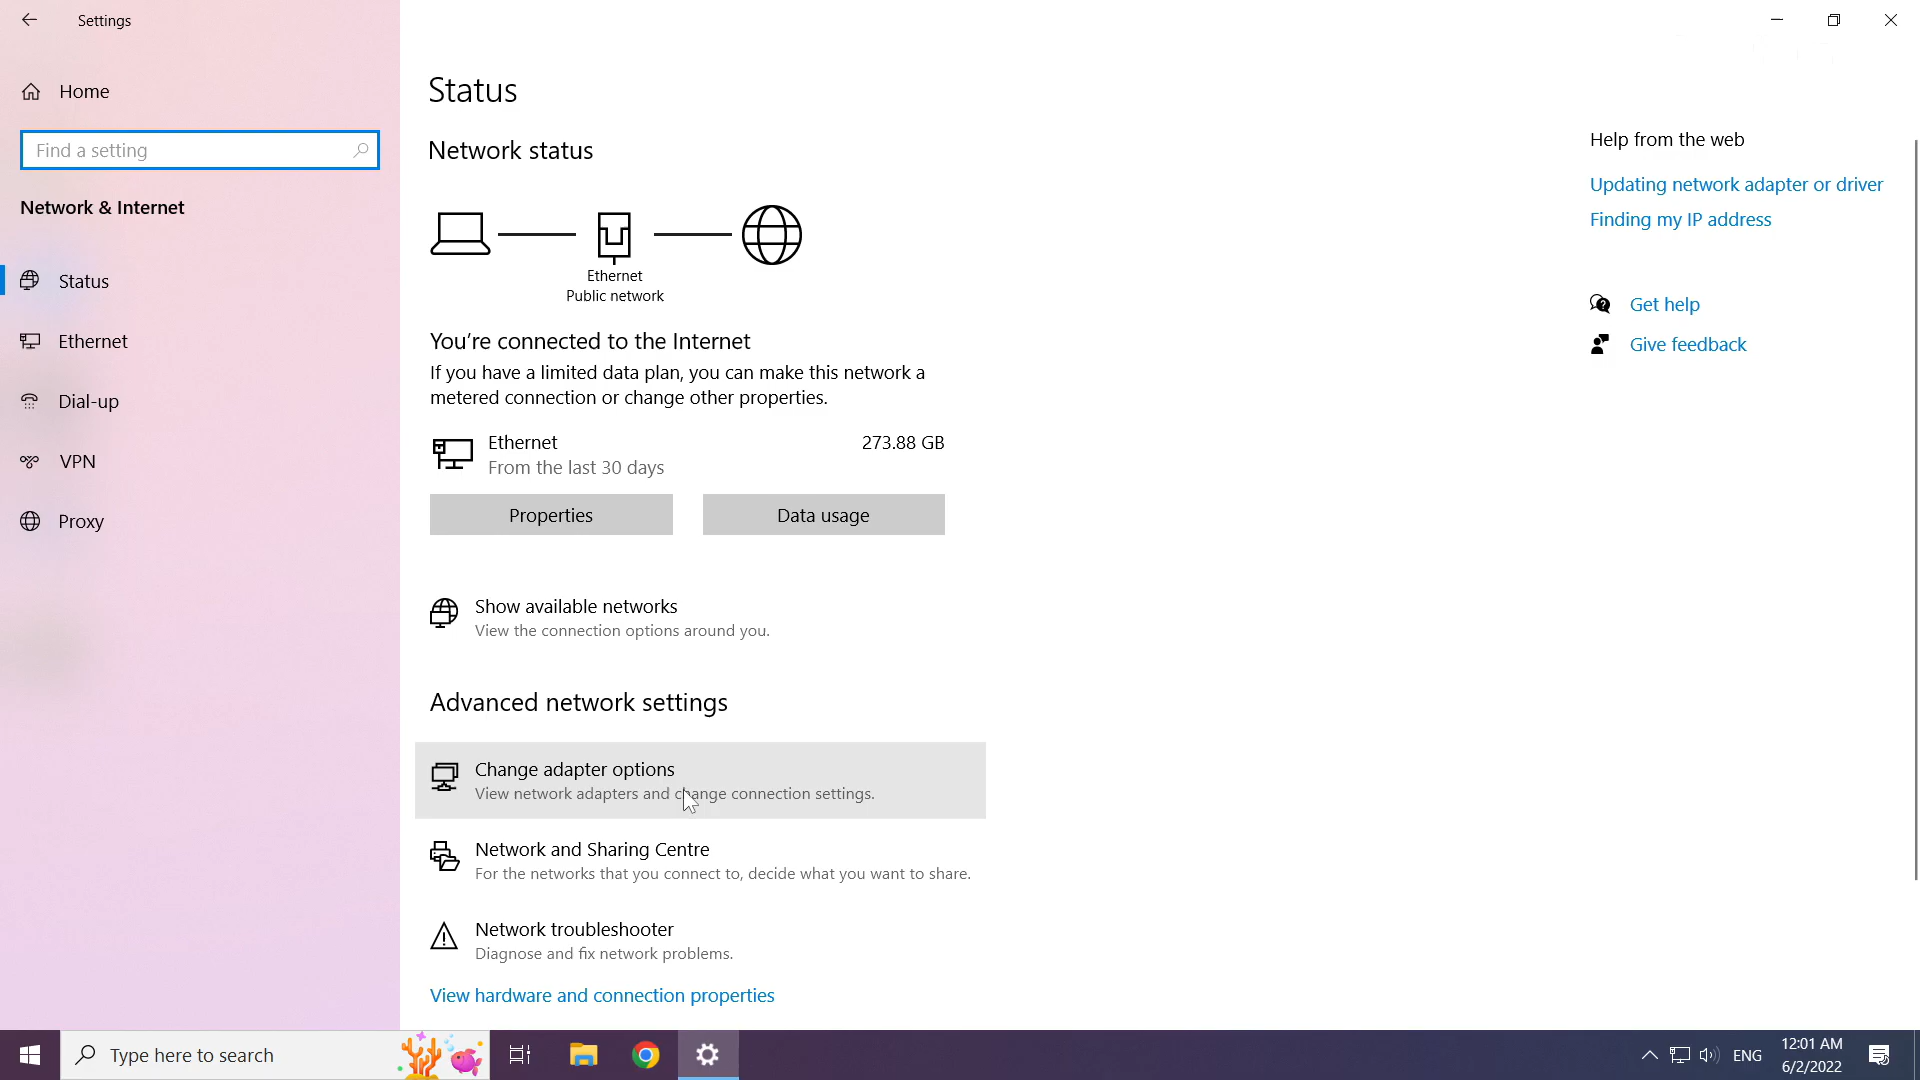 Settings
Home
Find a setting
Network & Internet
Status
Ethernet
Dial-up
VPN
Proxy
Status
Network status
Ethernet
Public network
You're connected to the Internet
If you have a limited data plan, you can make this network a
metered connection or change other properties.
Ethernet 273.88 GB
From the last 30 days
Properties Data usage
Show available networks
View the connection options around you.
Advanced network settings
Change adapter options
View network adapters and change connection settings.
Network and Sharing Centre
For the networks that you connect to, decide what you want to share.
Network troubleshooter
Diagnose and fix network problems.
View hardware and connection properties
Help from the web
Updating network adapter or driver
Finding my IP address
Get help
Give feedback
Type here to search
ENG
12:01 AM
6/2/2022